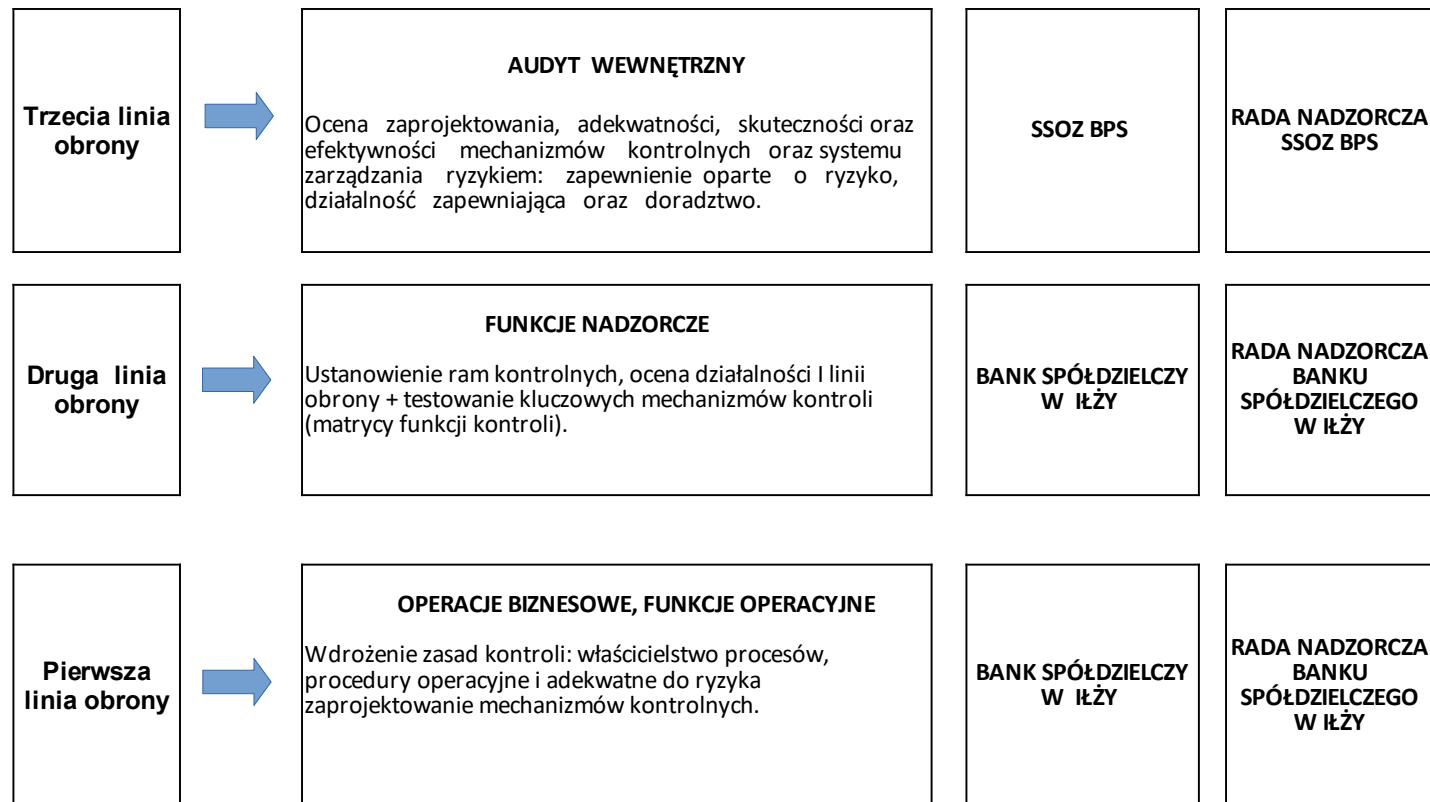 Trzecia linia
obrony
AUDYT WEWNĘTRZNY
Ocena zaprojektowania, adekwatności, skuteczności oraz
efektywności mechanizmów kontrolnych oraz systemu
zarządzania ryzykiem: zapewnienie oparte o ryzyko,
działalność zapewniająca oraz doradztwo.
SSOZ BPS
RADA NADZORCZA
SSOZ BPS
Druga linia
obrony
FUNKCJE NADZORCZE
Ustanowienie ram kontrolnych, ocena działalności I linii
obrony + testowanie kluczowych mechanizmów kontroli
(matrycy funkcji kontroli).
BANK SPÓŁDZIELCZY
W IŁŻY
RADA NADZORCZA
BANKU
SPÓŁDZIELCZEGO
W IŁŻY
Pierwsza
linia obrony
OPERACJE BIZNESOWE, FUNKCJE OPERACYJNE
Wdrożenie zasad kontroli: właścicielstwo procesów,
procedury operacyjne i adekwatne do ryzyka
zaprojektowanie mechanizmów kontrolnych.
BANK SPÓŁDZIELCZY
W IŁŻY
RADA NADZORCZA
BANKU
SPÓŁDZIELCZEGO
W IŁŻY